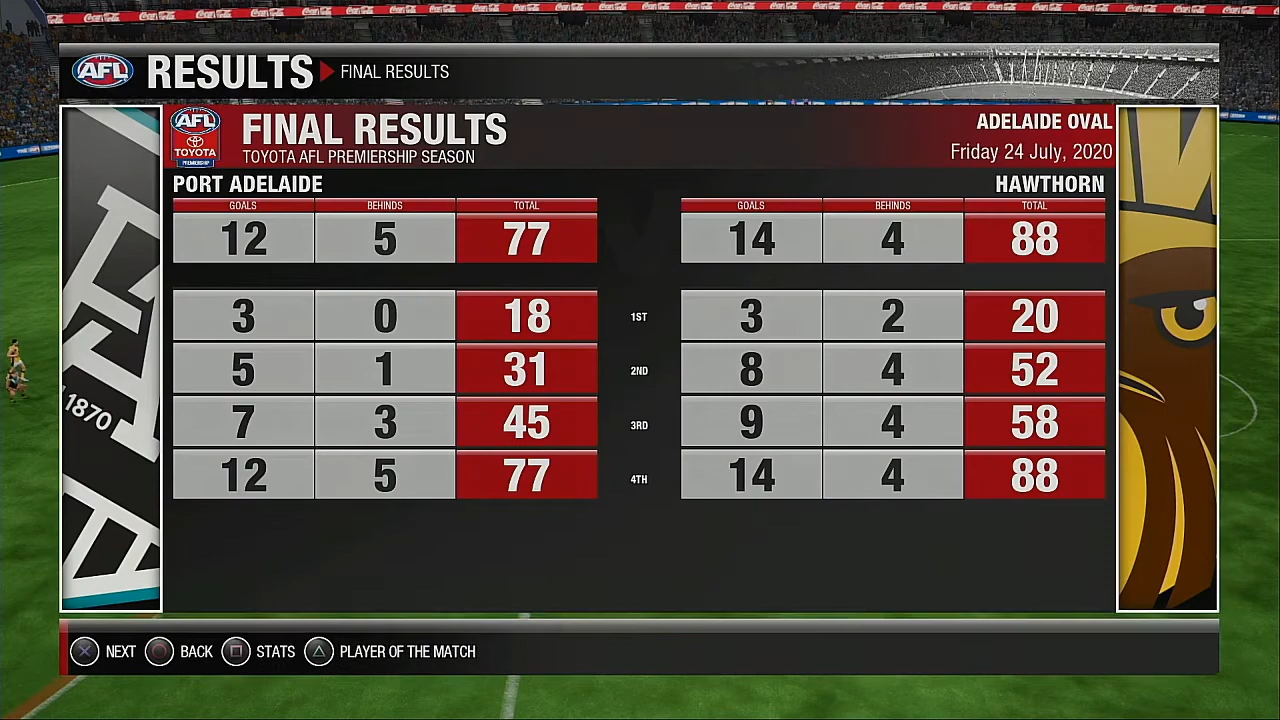 AFL RESULTS FINAL RESULTS
AFL TOYOTA PREMIERSHIP
FINAL RESULTS
TOYOTA AFL PREMIERSHIP SEASON
ADELAIDE OVAL
Friday 24 July, 2020
PORT ADELAIDE HAWTHORN
GOALS BEHINDS TOTAL GOALS BEHINDS TOTAL
12 5 77 14 4 88
3 0 18 1ST 3 2 20
5 1 31 2ND 8 4 52
7 3 45 3RD 9 4 58
12 5 77 4TH 14 4 88
1870
NEXT BACK STATS PLAYER OF THE MATCH